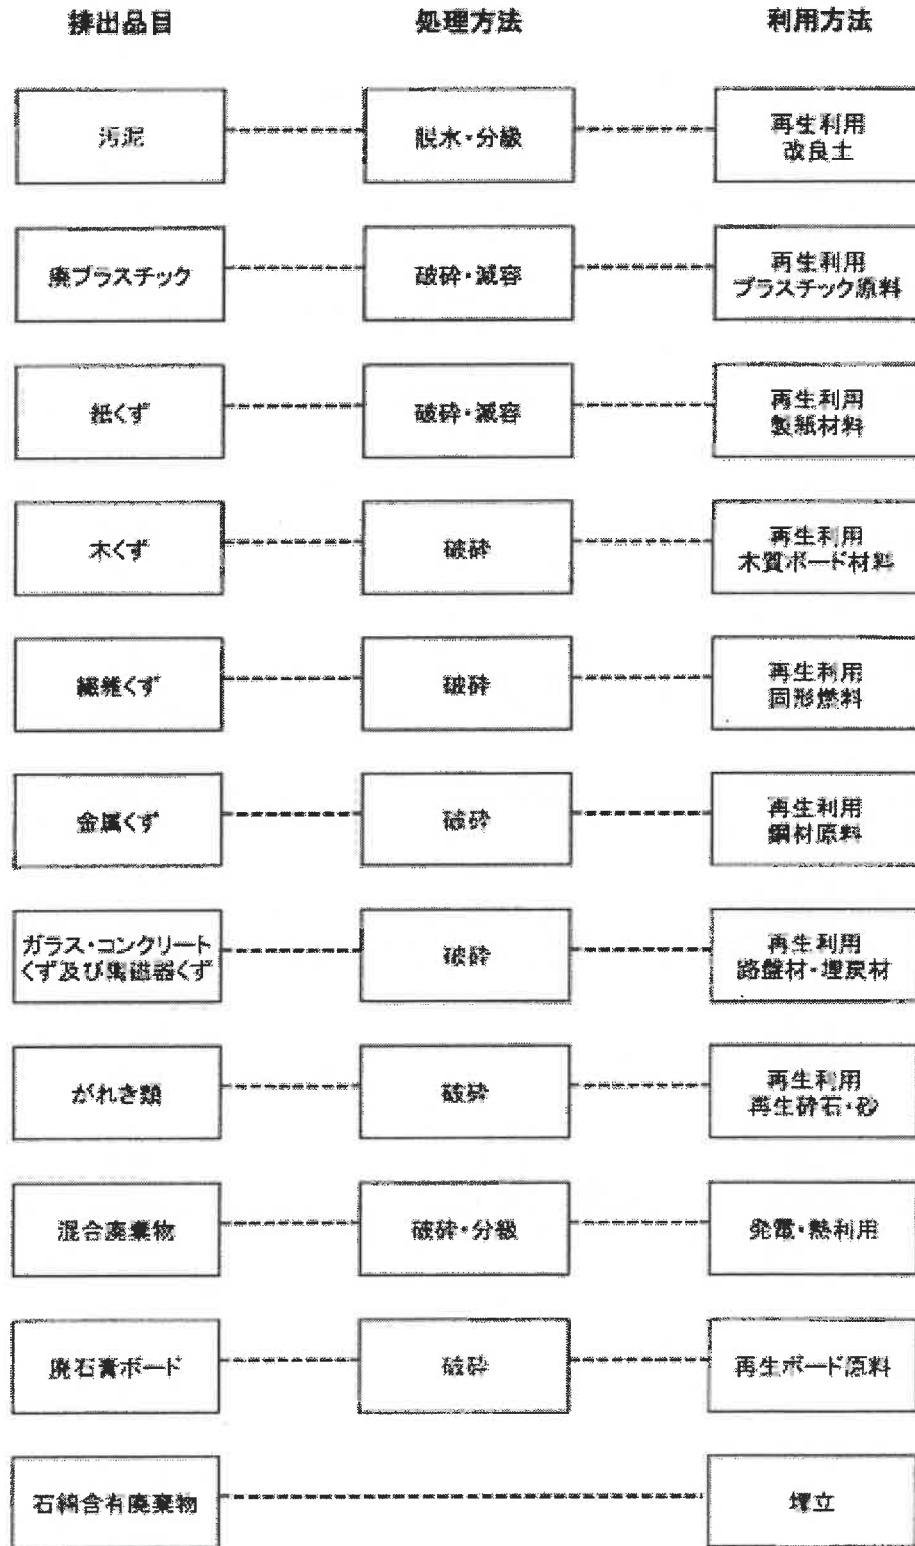 排出品目 処理方法 利用方法
汚泥 脱水・分級 再生利用
改良土
廃プラスチック 破砕・減容 再生利用
プラスチック原料
紙くず 破砕・減容 再生利用
製紙材料
木くず 破砕 再生利用
木質ボード材料
繊維くず 破砕 再生利用
固形燃料
金属くず 破砕 再生利用
鋼材原料
ガラス・コンクリート
くず及び陶磁器くず 破砕 再生利用
路盤材・埋戻材
がれき類 破砕 再生利用
再生砕石・砂
混合廃棄物 破砕・分級 発電・熱利用
廃石膏ボード 破砕 再生ボード原料
石綿含有廃棄物 埋立